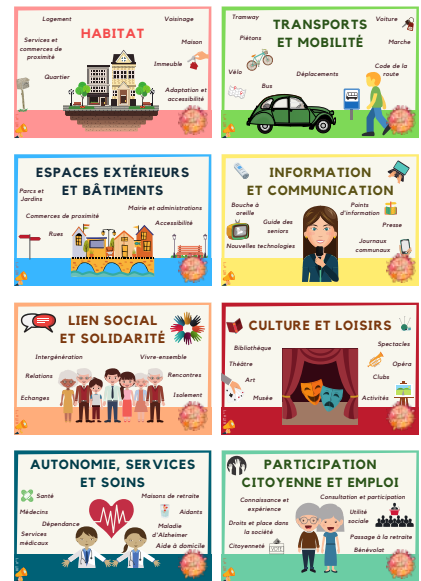 Logement
Voisinage
HABITAT
Services et
commerces de
proximité
Maison
Immeuble
Quartier
Adaptation et
accessibilité
Tramway
Voiture
TRANSPORTS
ET MOBILITÉ
Piétons
Marche
Vélo
Déplacements
Code de la
route
Bus
ESPACES EXTÉRIEURS
ET BÂTIMENTS
Parcs et
Jardins
Mairie et administrations
Commerces de proximité
Accessibilité
Rues
INFORMATION
ET COMMUNICATION
Bouche à
oreille
Points
d'information
Guide des
seniors
Presse
Nouvelles technologies
Journaux
communaux
LIEN SOCIAL
ET SOLIDARITÉ
Intergénération
Vivre-ensemble
Relations
Rencontres
Echanges
Isolement
CULTURE ET LOISIRS
Bibliothèque
Spectacles
Théâtre
Opéra
Art
Clubs
Musée
Activités
AUTONOMIE, SERVICES
ET SOINS
Santé
Maisons de retraite
Médecins
Aidants
Dépendance
Maladie
d'Alzheimer
Services
médicaux
Aide à domicile
PARTICIPATION
CITOYENNE ET EMPLOI
Connaissance et
expérience
Consultation et participation
Utilité
sociale
Droits et place dans
la société
Passage à la retraite
Citoyenneté
Bénévolat